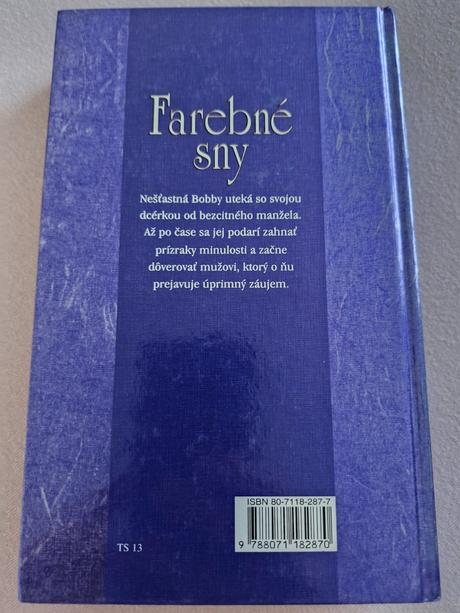 Farebné
sny
Nešťastná Bobby uteká so svojou
dcérkou od bezcitného manžela.
Až po čase sa jej podarí zahnať
prízraky minulosti a začne
dôverovať mužovi, ktorý o ňu
prejavuje úprimný záujem.
ISBN 80-7118-287-7
9 788071 182870
TS 13